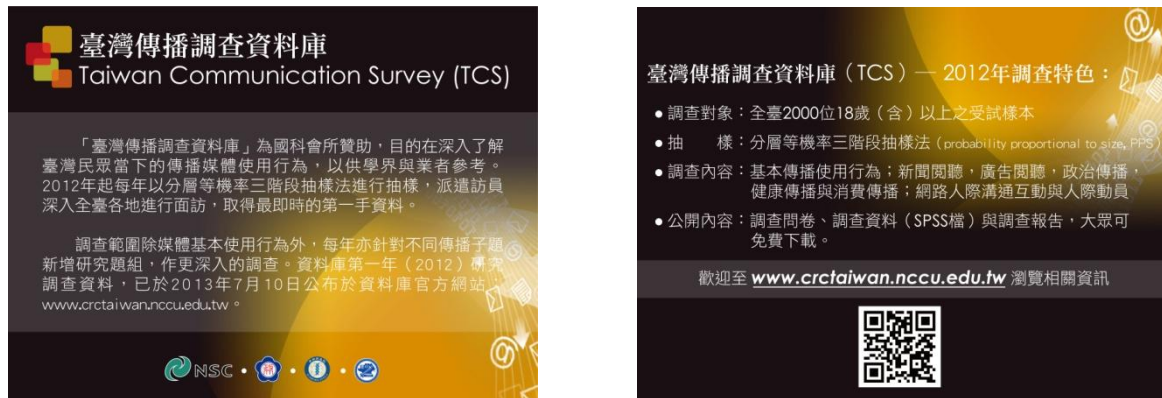 臺灣傳播調查資料庫
Taiwan Communication Survey (TCS)
「臺灣傳播調查資料庫」為國科會所贊助，目的在深入了解
臺灣民眾當下的傳播媒體使用行為，以供學界與業者參考。
2012年起每年以分層等機率三階段抽樣法進行抽樣，派遣訪員
深入全臺各地進行面訪，取得最即時的第一手資料。
調查範圍除媒體基本使用行為外，每年亦針對不同傳播子題
新增研究題組，作更深入的調查。資料庫第一年（2012）研究
調查資料，已於2013年7月10日公布於資料庫官方網站：
www.crctaiwan.nccu.edu.tw。
NSC
臺灣傳播調查資料庫（TCS）— 2012年調查特色：
● 調查對象：全臺2000位18歲（含）以上之受試樣本
● 抽　　樣：分層等機率三階段抽樣法（probability proportional to size, PPS）
● 調查內容：基本傳播使用行為；新聞閱聽，廣告閱聽，政治傳播，
健康傳播與消費傳播；網路人際溝通互動與人際動員
● 公開內容：調查問卷、調查資料（SPSS檔）與調查報告，大眾可
免費下載。
歡迎至 www.crctaiwan.nccu.edu.tw 瀏覽相關資訊